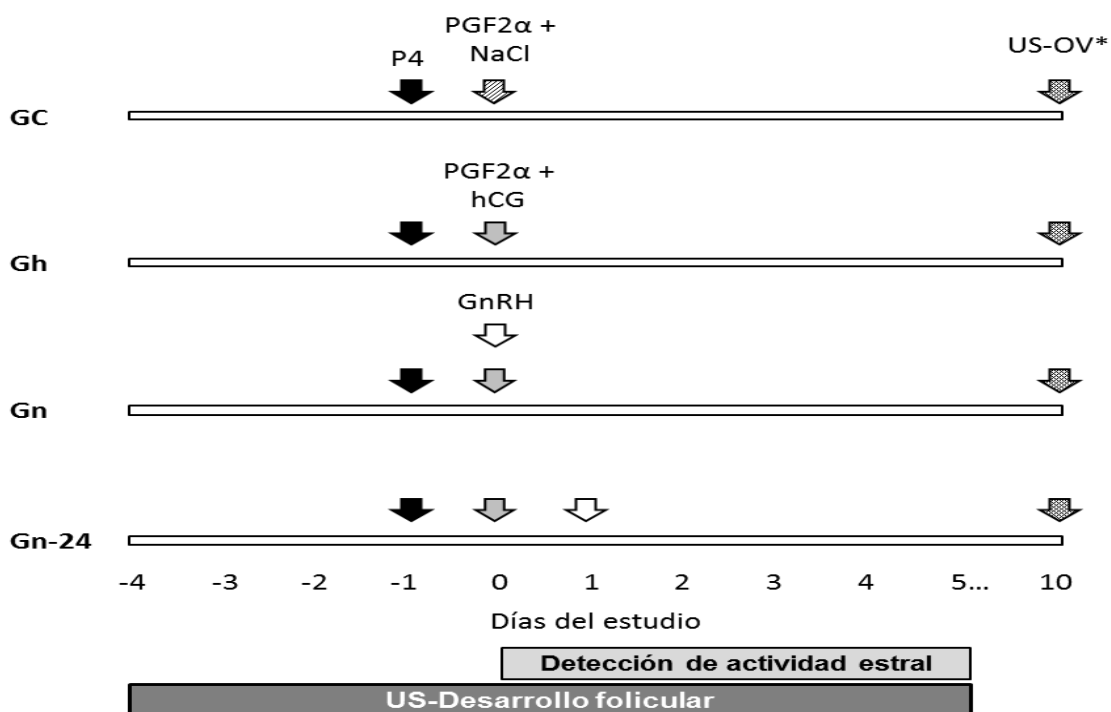 PGF2α +
NaCl
P4
US-OV*
GC
PGF2α +
hCG
Gh
GnRH
Gn
Gn-24
-4 -3 -2 -1 0 1 2 3 4 5... 10
Días del estudio
Detección de actividad estral
US-Desarrollo folicular